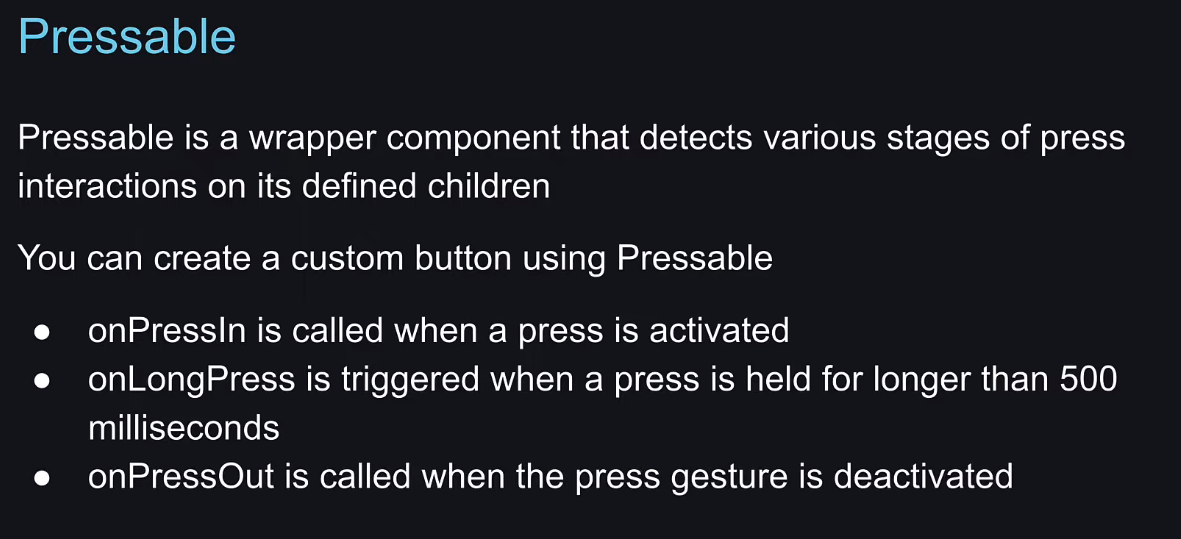 Pressable
Pressable is a wrapper component that detects various stages of press
interactions on its defined children
You can create a custom button using Pressable
● onPressIn is called when a press is activated
● onLongPress is triggered when a press is held for longer than 500
milliseconds
● onPressOut is called when the press gesture is deactivated